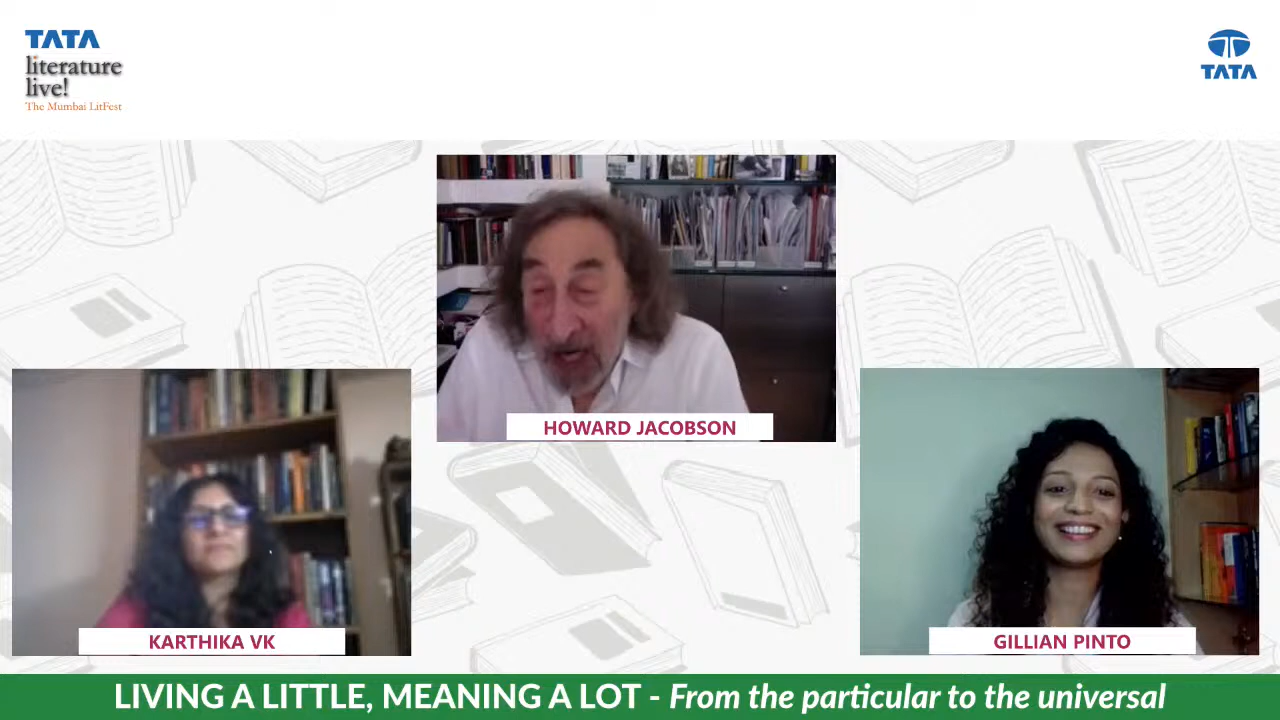 TATA
literature
live!
The Mumbai LitFest
TATA
HOWARD JACOBSON
KARTHIKA VK
GILLIAN PINTO
LIVING A LITTLE, MEANING A LOT - From the particular to the universal